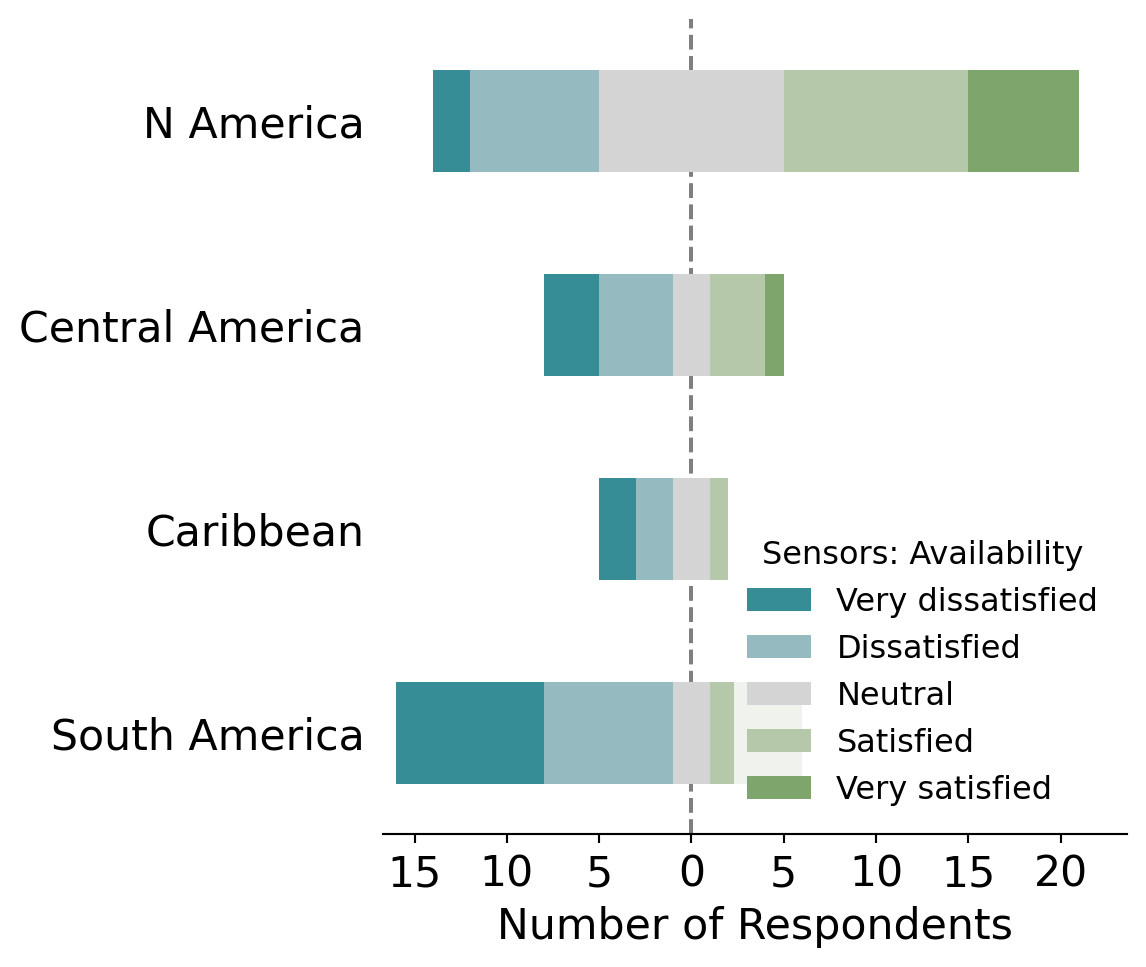 N America
Central America
Caribbean
South America
Sensors: Availability
Very dissatisfied
Dissatisfied
Neutral
Satisfied
Very satisfied
15 10 5 0 5 10 15 20
Number of Respondents